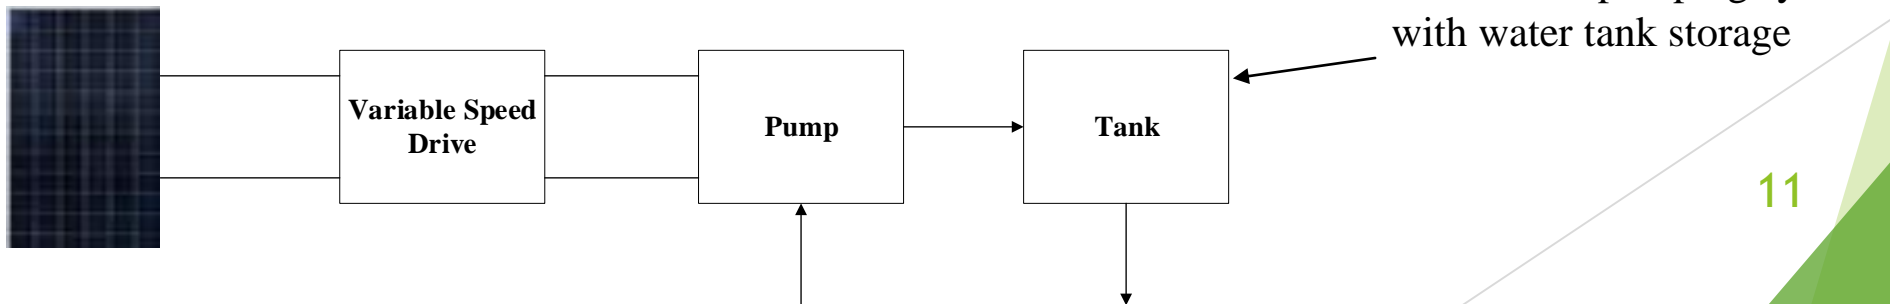 with water tank storage
Variable Speed
Drive
Pump
Tank
11